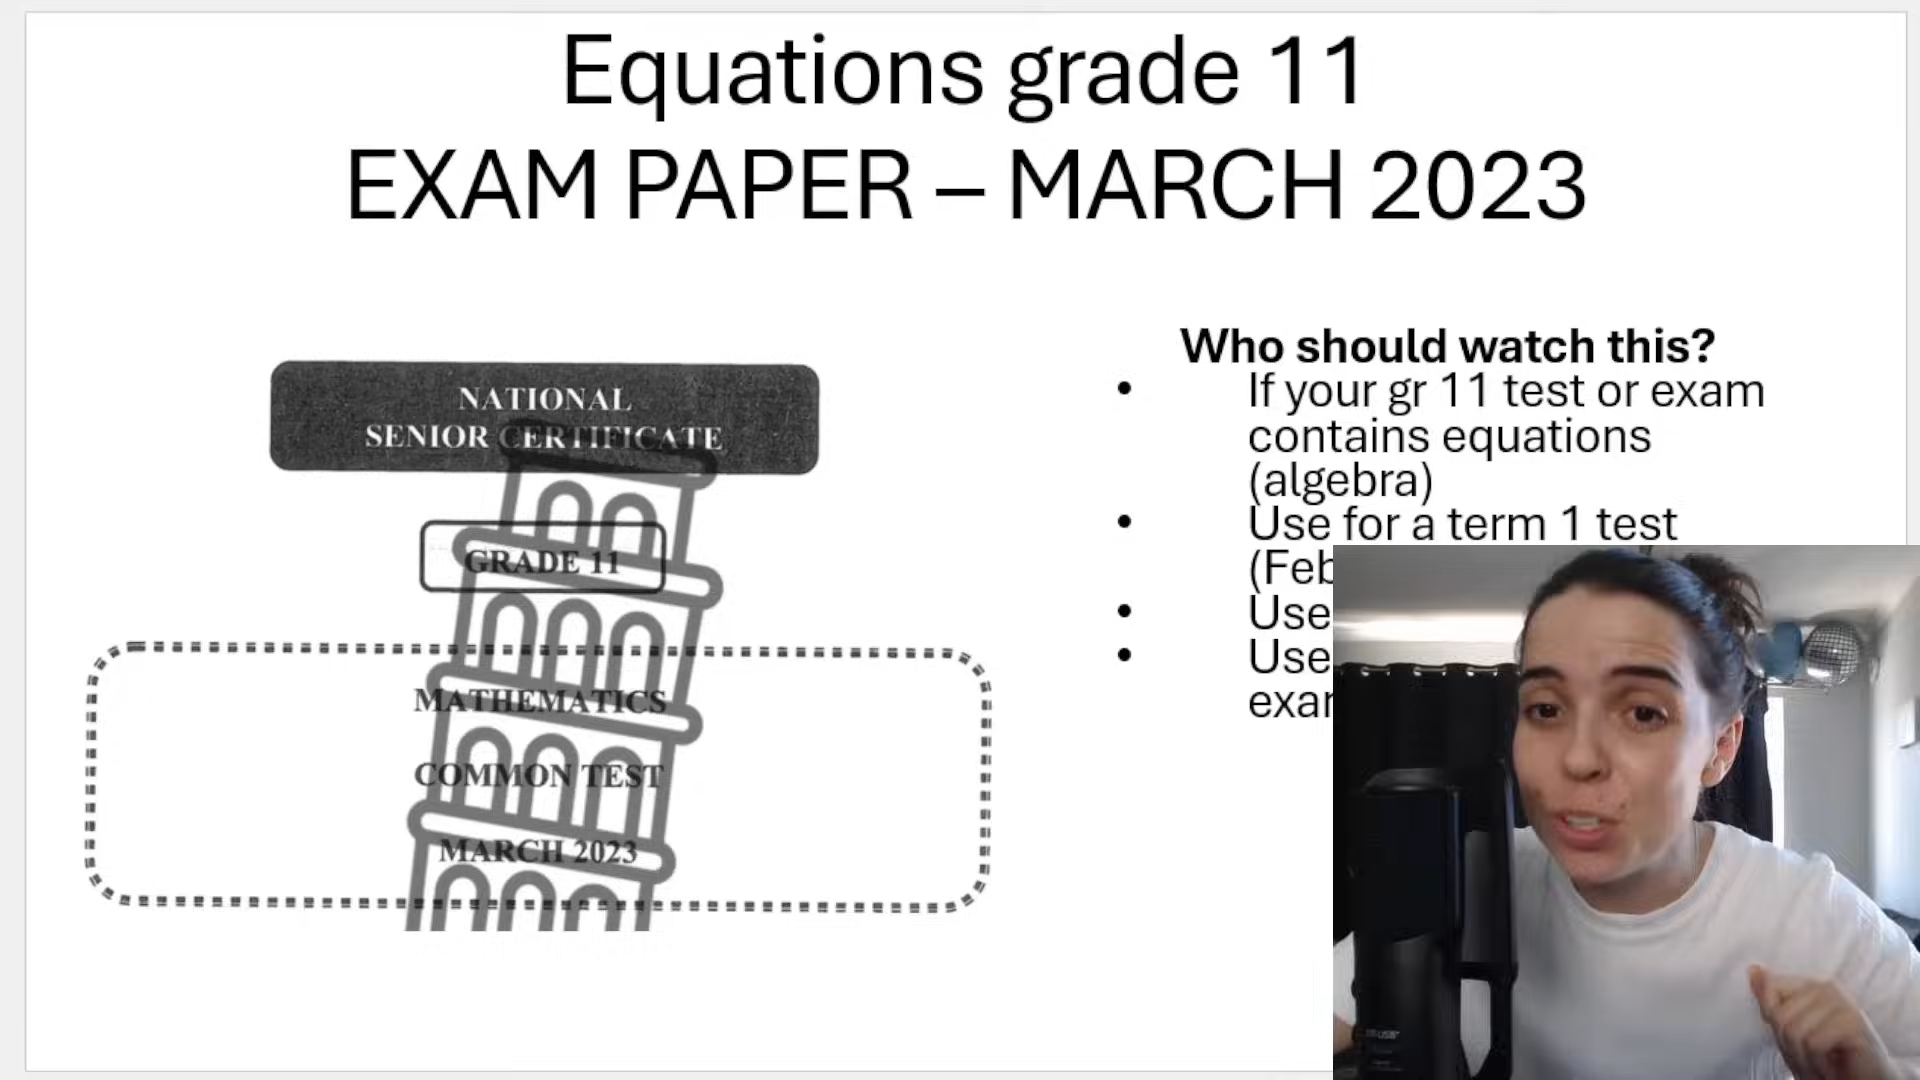 Equations grade 11
EXAM PAPER – MARCH 2023
NATIONAL
SENIOR CERTIFICATE
GRADE 11
MATHEMATICS
COMMON TEST
MARCH 2023
Who should watch this?
• If your gr 11 test or exam
contains equations
(algebra)
• Use for a term 1 test
(Feb
• Use
• Use